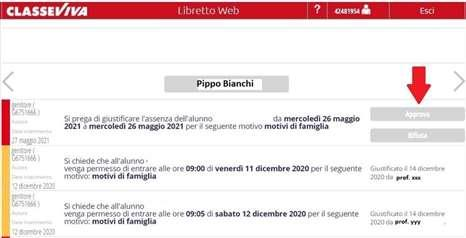 CLASSEVIVA Libretto Web ? 42481954 Esci
Pippo Bianchi
genitore (
G6751666 )
Autore
Data inserimento
27 maggio 2021
Si prega di giustificare l'assenza dell'alunno da mercoledì 26 maggio
2021 a mercoledì 26 maggio 2021 per il seguente motivo motivi di famiglia
Approva
Rifiuta
genitore (
G6751666 )
Autore
Data inserimento
12 dicembre 2020
Si chiede che all'alunno -
venga permesso di entrare alle ore 09:00 di venerdì 11 dicembre 2020 per il seguente
motivo: motivi di famiglia
Giustificato il 14 dicembre
2020 da prof. xxx
genitore (
G6751666 )
Autore
Data inserimento
12 dicembre 2020
Si chiede che all'alunno
venga permesso di entrare alle ore 09:05 di sabato 12 dicembre 2020 per il seguente
motivo: motivi di famiglia
Giustificato il 14 dicembre
2020 da prof. yyy .